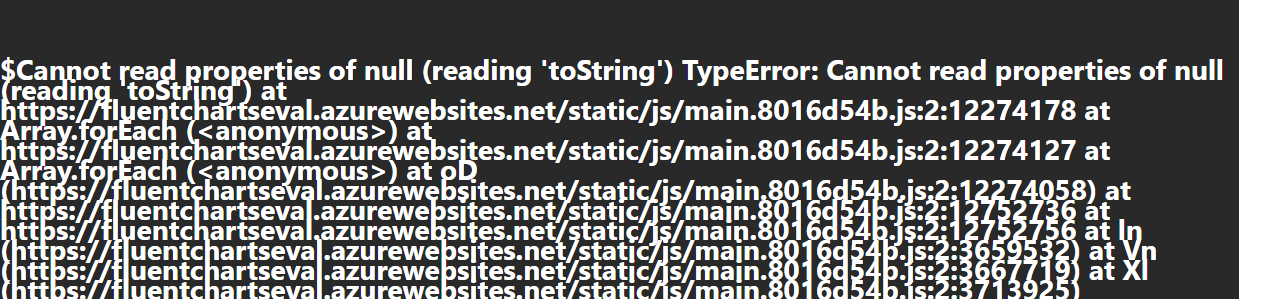 $Cannot read properties of null (reading 'toString') TypeError: Cannot read properties of null
(reading 'toString') at
https://fluentchartseval.azurewebsites.net/static/js/main.8016d54b.js:2:12274178 at
Array.forEach (<anonymous>) at
https://fluentchartseval.azurewebsites.net/static/js/main.8016d54b.js:2:12274127 at
Array.forEach (<anonymous>) at oD
(https://fluentchartseval.azurewebsites.net/static/js/main.8016d54b.js:2:12274058) at
https://fluentchartseval.azurewebsites.net/static/js/main.8016d54b.js:2:12752736 at
https://fluentchartseval.azurewebsites.net/static/js/main.8016d54b.js:2:12752756 at
(https://fluentchartseval.azurewebsites.net/static/js/main.8016d54b.js:2:3659532) at Vn
(https://fluentchartseval.azurewebsites.net/static/js/main.8016d54b.js:2:3667719) at
(https://fluentchartseval.azurewebsites.net/static/js/main.8016d54b.js:2:3713925)